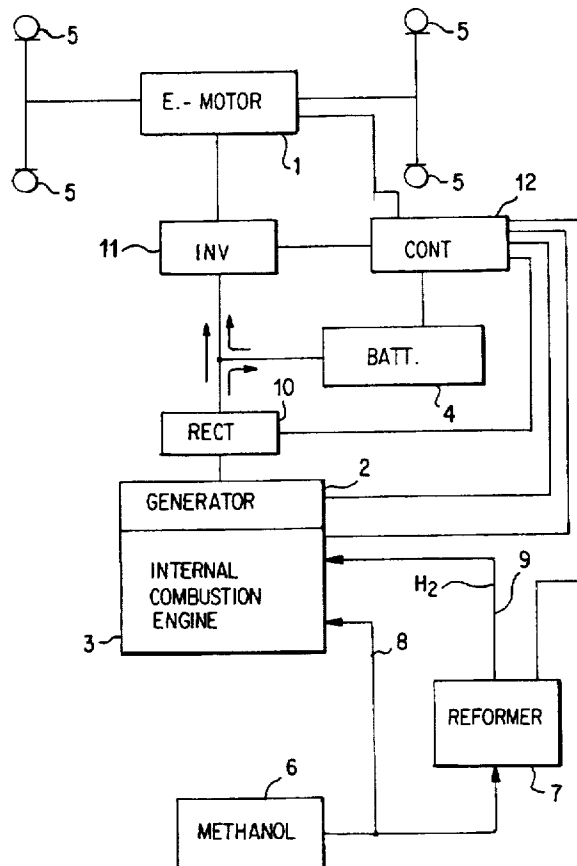 5
5
E.- MOTOR
1
5
5
12
11
INV
CONT
BATT.
4
10
RECT
2
GENERATOR
INTERNAL
COMBUSTION
ENGINE
3
9
H2
8
REFORMER
7
6
METHANOL